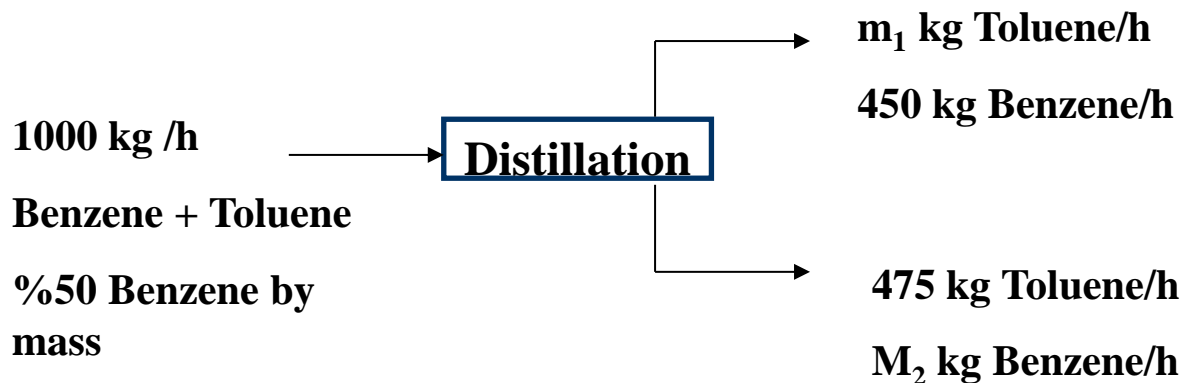 m₁ kg Toluene/h
450 kg Benzene/h
1000 kg /h
Distillation
Benzene + Toluene
%50 Benzene by
mass
475 kg Toluene/h
M₂ kg Benzene/h